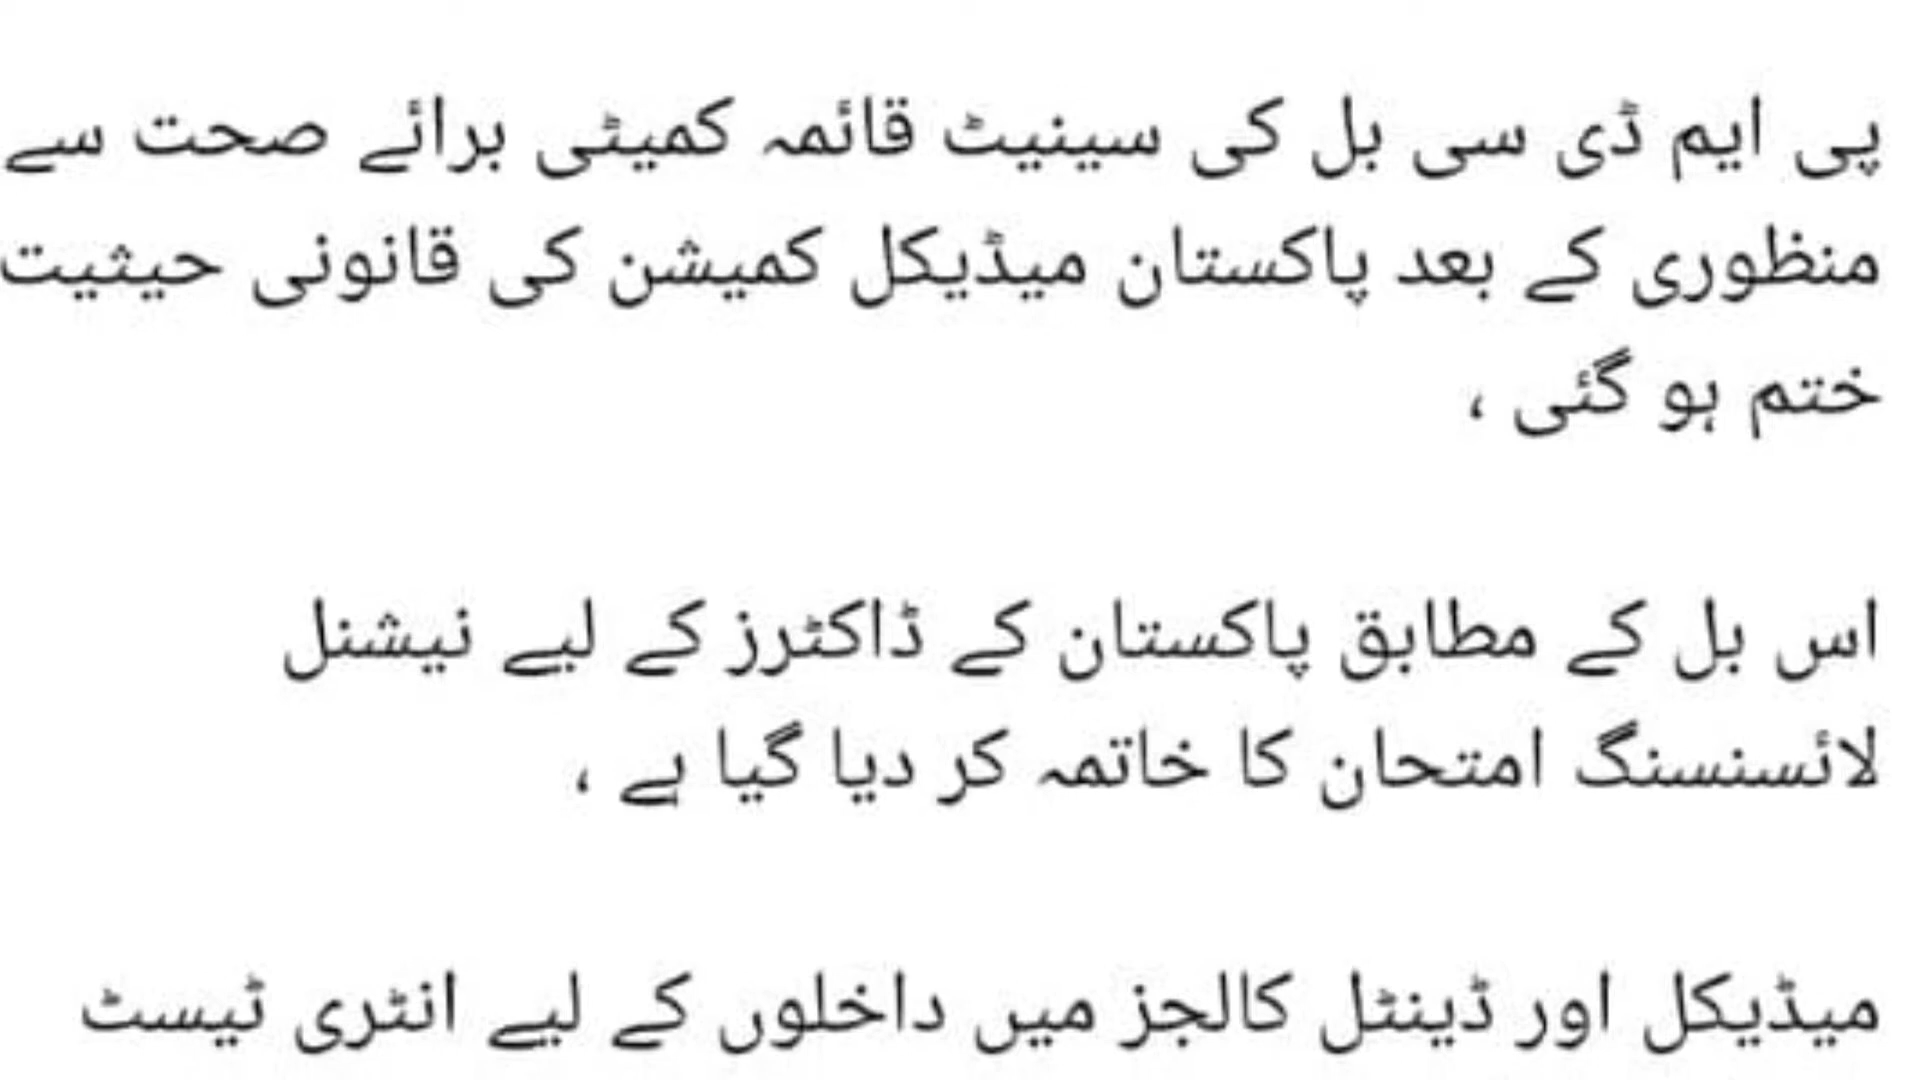 پی ایم ڈی سی بل کی سینیٹ قائمہ کمیٹی برائے صحت سے
منظوری کے بعد پاکستان میڈیکل کمیشن کی قانونی حیثیت
ختم ہو گئی ،
اس بل کے مطابق پاکستان کے ڈاکٹرز کے لیے نیشنل
لائسنسنگ امتحان کا خاتمہ کر دیا گیا ہے ،
میڈیکل اور ڈینٹل کالجز میں داخلوں کے لیے انٹری ٹیسٹ